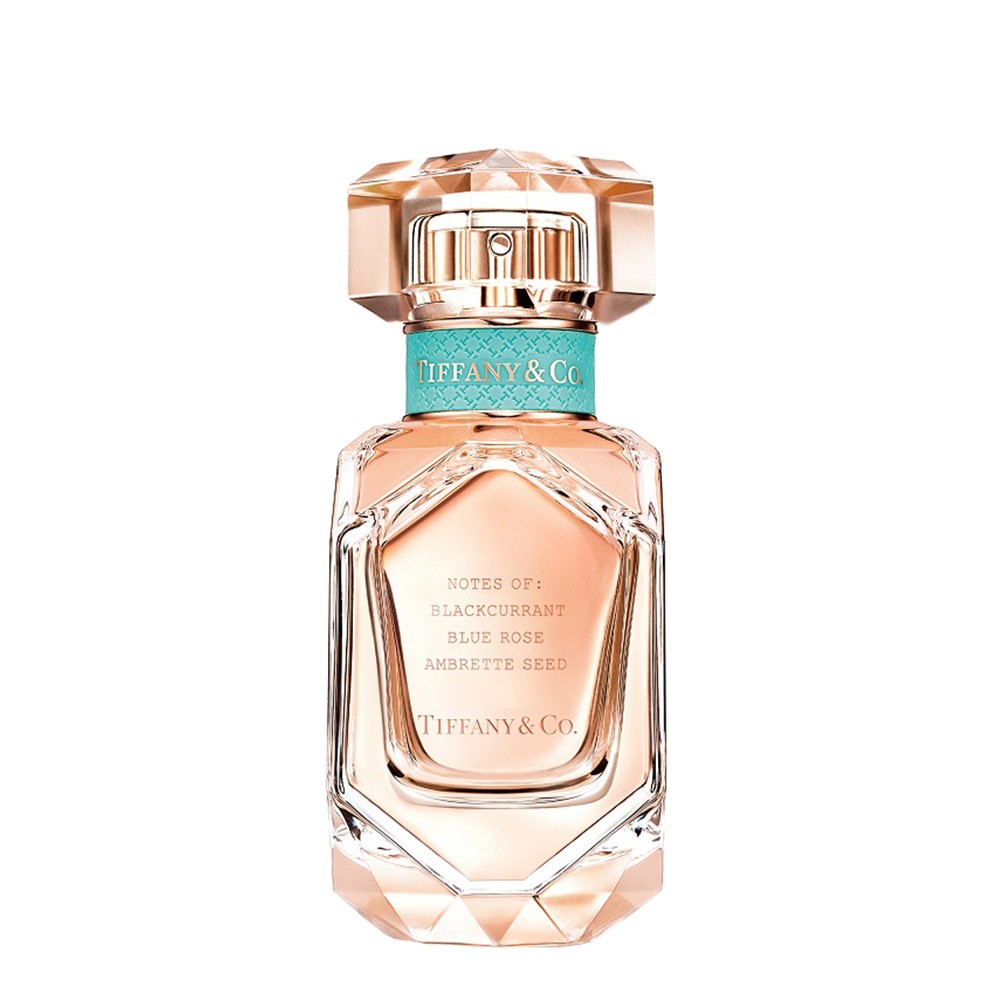 TIFFANY & CO.
NOTES OF:
BLACKCURRANT
BLUE ROSE
AMBRETTE SEED
TIFFANY & CO.